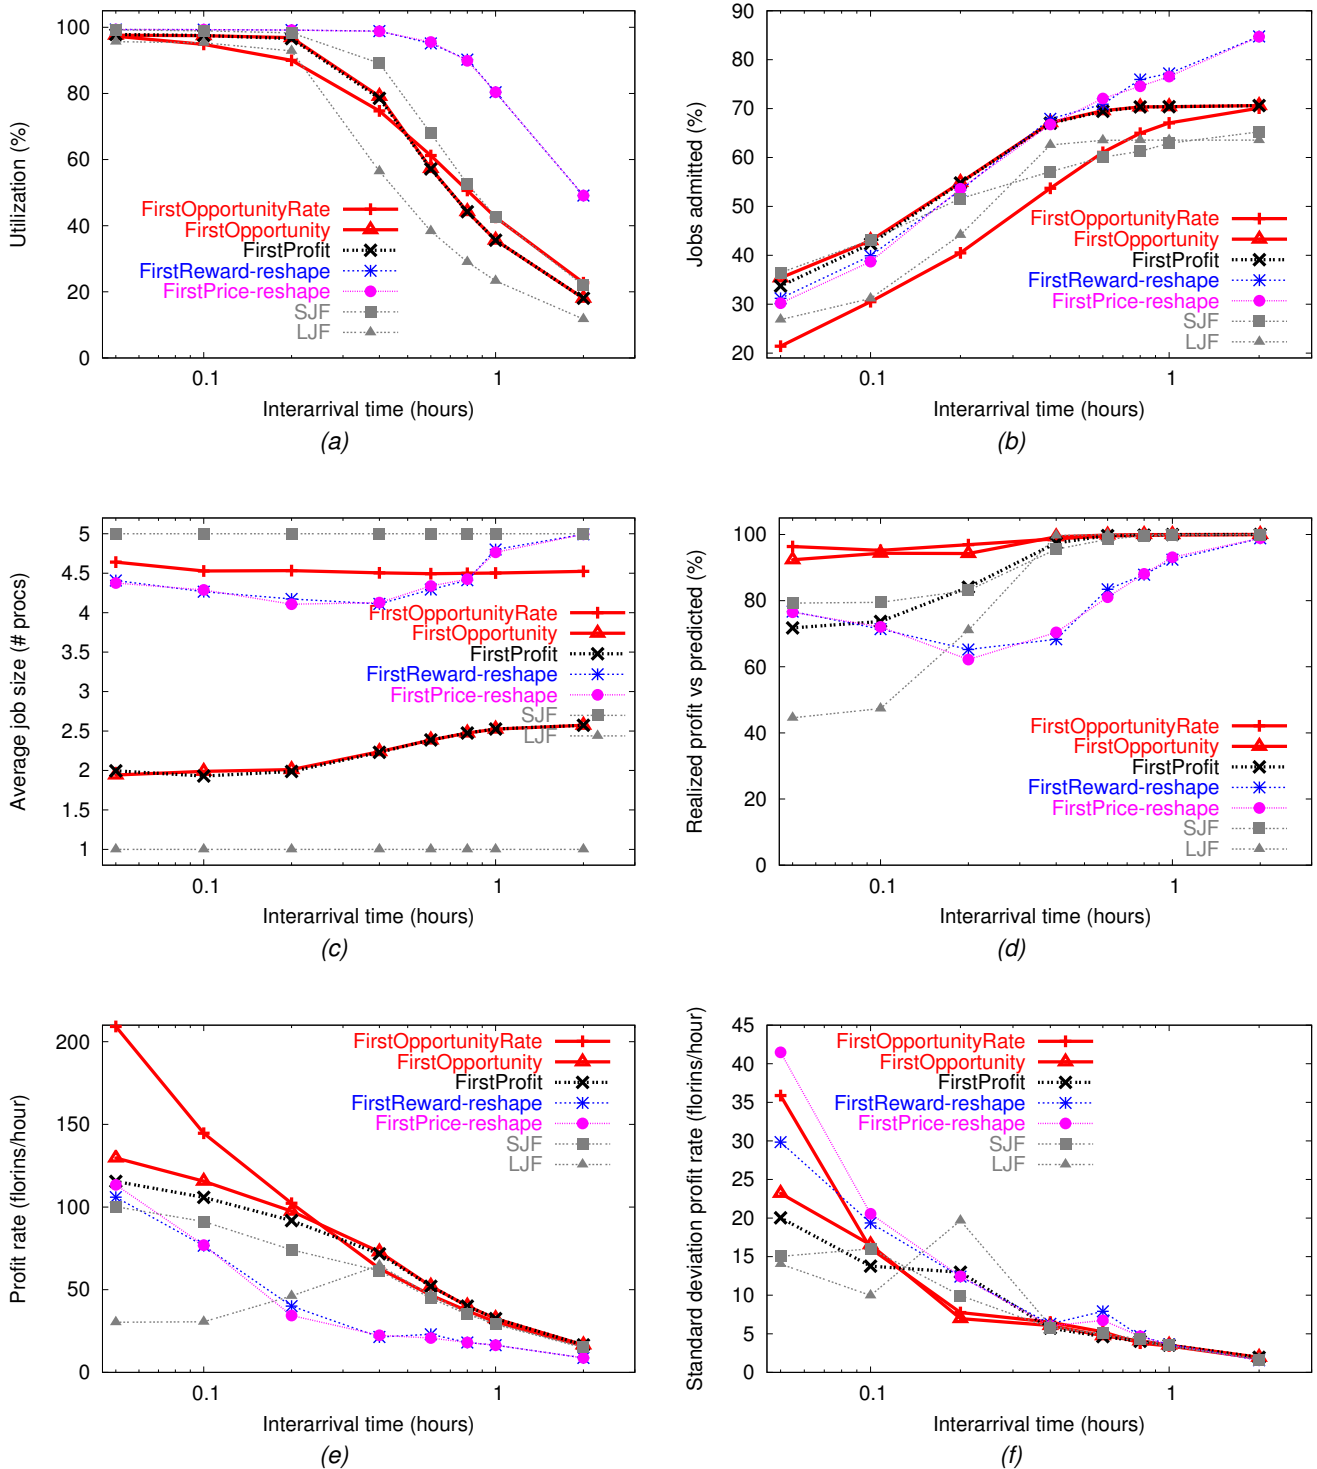 100
80
60
40
20
0
Utilization (%)
FirstOpportunityRate
FirstOpportunity
FirstProfit
FirstReward-reshape
FirstPrice-reshape
SJF
LJF
0.1
1
Interarrival time (hours)
(a)
90
80
70
60
50
40
30
20
Jobs admitted (%)
FirstOpportunityRate
FirstOpportunity
FirstProfit
FirstReward-reshape
FirstPrice-reshape
SJF
LJF
0.1
1
Interarrival time (hours)
(b)
5
4.5
4
3.5
3
2.5
2
1.5
1
Average job size (# procs)
FirstOpportunityRate
FirstOpportunity
FirstProfit
FirstReward-reshape
FirstPrice-reshape
SJF
LJF
0.1
1
Interarrival time (hours)
(c)
100
80
60
40
20
0
Realized profit vs predicted (%)
FirstOpportunityRate
FirstOpportunity
FirstProfit
FirstReward-reshape
FirstPrice-reshape
SJF
LJF
0.1
1
Interarrival time (hours)
(d)
200
150
100
50
0
Profit rate (florins/hour)
FirstOpportunityRate
FirstOpportunity
FirstProfit
FirstReward-reshape
FirstPrice-reshape
SJF
LJF
0.1
1
Interarrival time (hours)
(e)
45
40
35
30
25
20
15
10
5
0
Standard deviation profit rate (florins/hour)
FirstOpportunityRate
FirstOpportunity
FirstProfit
FirstReward-reshape
FirstPrice-reshape
SJF
LJF
0.1
1
Interarrival time (hours)
(f)